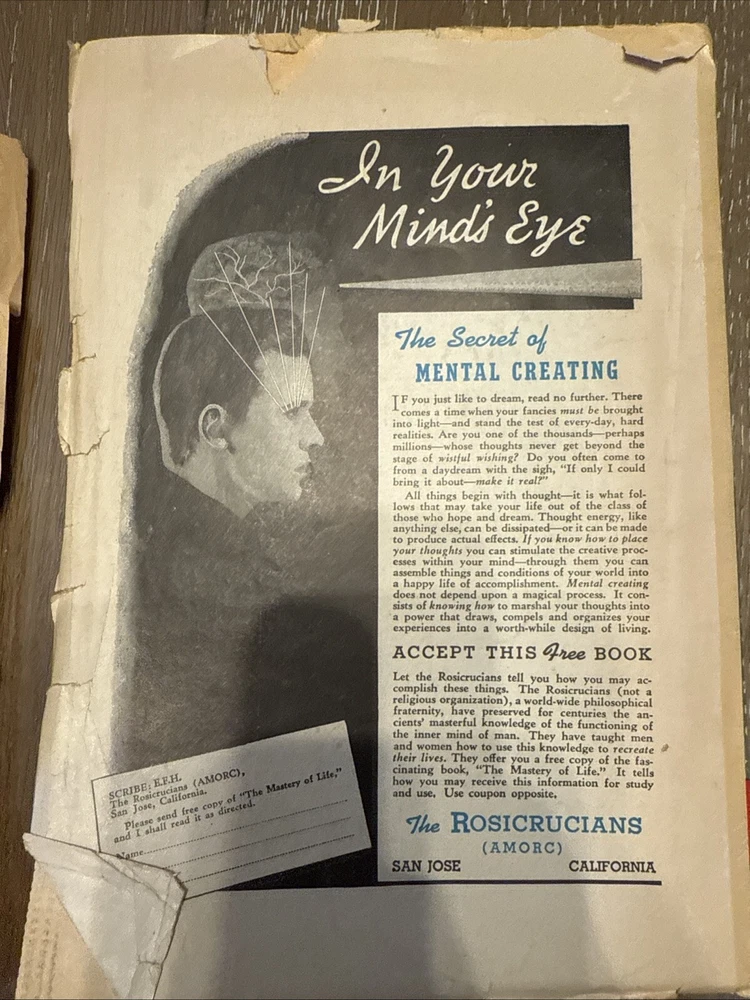 In Your
Mind's Eye
The Secret of
MENTAL CREATING
IF you just like to dream, read no further. There
comes a time when your fancies must be brought
into light—and stand the test of every-day, hard
realities. Are you one of the thousands—perhaps
millions—whose thoughts never get beyond the
stage of wistful wishing? Do you often come to
from a daydream with the sigh, "If only I could
bring it about—make it real?"
All things begin with thought—it is what fol-
lows that may take your life out of the class of
those who hope and dream. Thought energy, like
anything else, can be dissipated—or it can be made
to produce actual effects. If you know how to place
your thoughts you can stimulate the creative proc-
esses within your mind—through them you can
assemble things and conditions of your world into
a happy life of accomplishment. Mental creating
does not depend upon a magical process. It con-
sists of knowing how to marshal your thoughts into
a power that draws, compels and organizes your
experiences into a worth-while design of living.
ACCEPT THIS Free BOOK
Let the Rosicrucians tell you how you may ac-
complish these things. The Rosicrucians (not a
religious organization), a world-wide philosophical
fraternity, have preserved for centuries the an-
cients' masterful knowledge of the functioning of
the inner mind of man. They have taught men
and women how to use this knowledge to recreate
their lives. They offer you a free copy of the fas-
cinating book, "The Mastery of Life." It tells
how you may receive this information for study
and use. Use coupon opposite.
The ROSICRUCIANS
(AMORC)
SAN JOSE CALIFORNIA
SCRIBE: E.F.H.
The Rosicrucians (AMORC),
San Jose, California.
Please send free copy of "The Mastery of Life,"
and I shall read it as directed.
Name